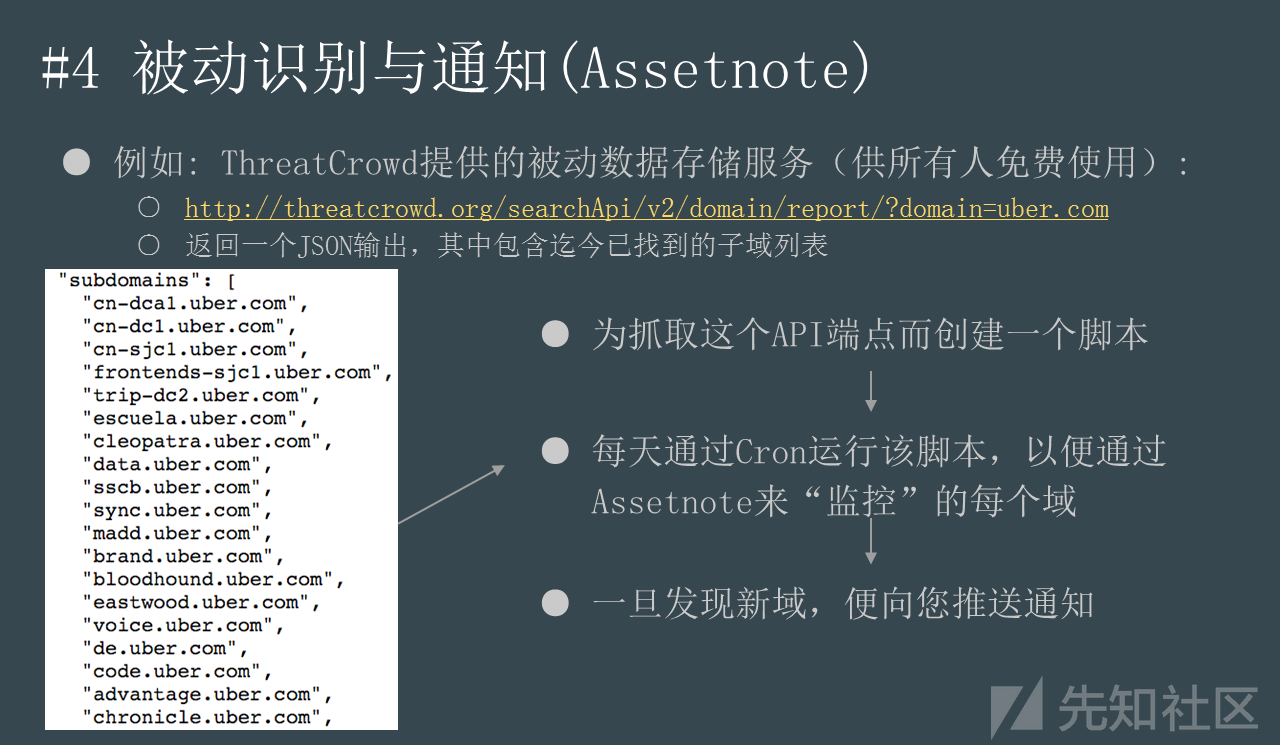 #4 被动识别与通知(Assetnote)
● 例如: ThreatCrowd提供的被动数据存储服务（供所有人免费使用）:
○ http://threatcrowd.org/searchApi/v2/domain/report/?domain=uber.com
○ 返回一个JSON输出，其中包含迄今已找到的子域列表
"subdomains": [
"cn-dca1.uber.com",
"cn-dc1.uber.com",
"cn-sjc1.uber.com",
"frontends-sjc1.uber.com",
"trip-dc2.uber.com",
"escuela.uber.com",
"cleopatra.uber.com",
"data.uber.com",
"sscb.uber.com",
"sync.uber.com",
"madd.uber.com",
"brand.uber.com",
"bloodhound.uber.com",
"eastwood.uber.com",
"voice.uber.com",
"de.uber.com",
"code.uber.com",
"advantage.uber.com",
"chronicle.uber.com",
● 为抓取这个API端点而创建一个脚本
● 每天通过Cron运行该脚本，以便通过
Assetnote来“监控”的每个域
● 一旦发现新域，便向您推送通知
先知社区